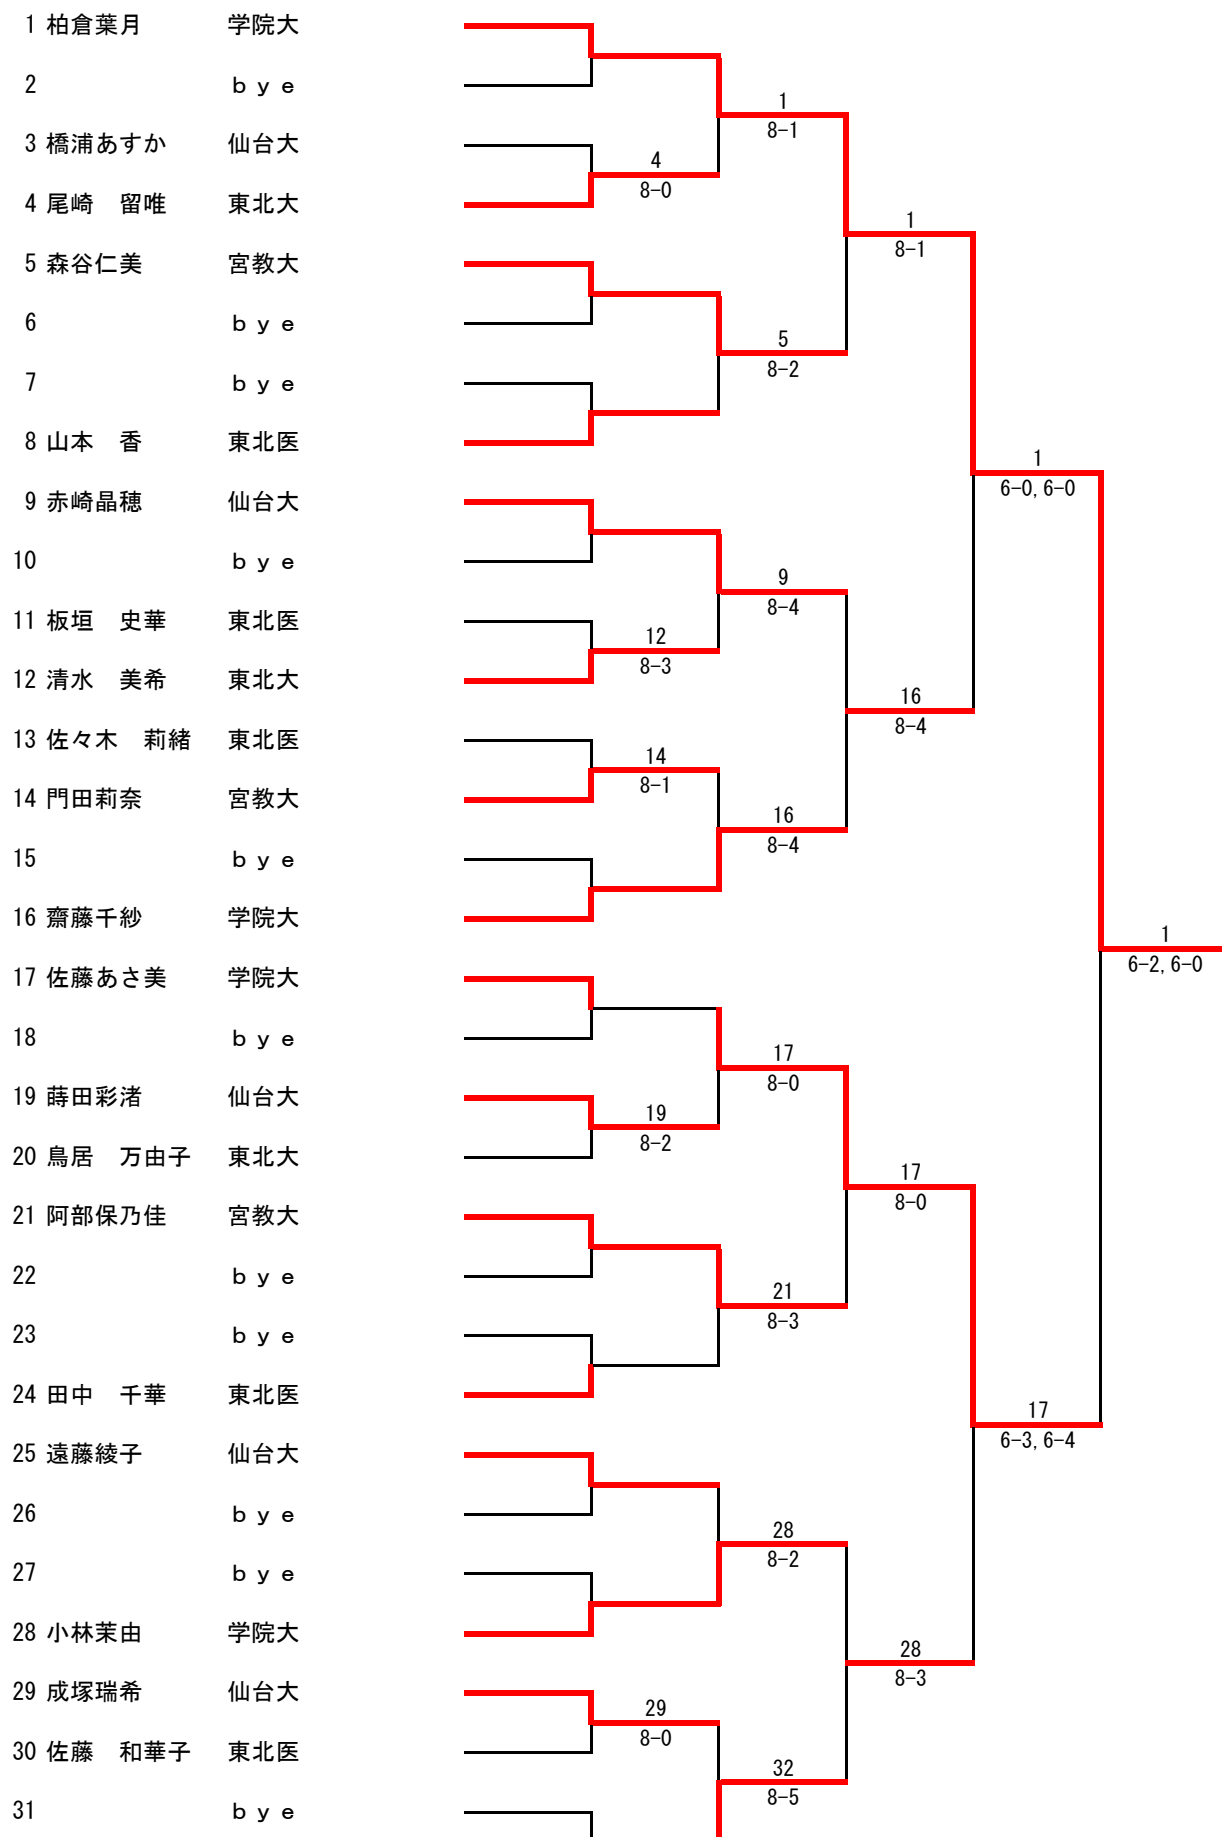 1 柏倉葉月 学院大
2 ｂｙｅ
1
8-1
3 橋浦あすか 仙台大
4
8-0
4 尾崎　留唯 東北大
1
8-1
5 森谷仁美 宮教大
6 ｂｙｅ
5
8-2
7 ｂｙｅ
8 山本　香 東北医
1
6-0, 6-0
9 赤崎晶穂 仙台大
10 ｂｙｅ
9
8-4
11 板垣　史華 東北医
12
8-3
12 清水　美希 東北大
16
8-4
13 佐々木　莉緒 東北医
14
8-1
14 門田莉奈 宮教大
16
8-4
15 ｂｙｅ
16 齋藤千紗 学院大
1
6-2, 6-0
17 佐藤あさ美 学院大
18 ｂｙｅ
17
8-0
19 蒔田彩渚 仙台大
19
8-2
20 鳥居　万由子 東北大
17
8-0
21 阿部保乃佳 宮教大
22 ｂｙｅ
21
8-3
23 ｂｙｅ
24 田中　千華 東北医
17
6-3, 6-4
25 遠藤綾子 仙台大
26 ｂｙｅ
28
8-2
27 ｂｙｅ
28 小林茉由 学院大
28
8-3
29 成塚瑞希 仙台大
29
8-0
30 佐藤　和華子 東北医
32
8-5
31 ｂｙｅ